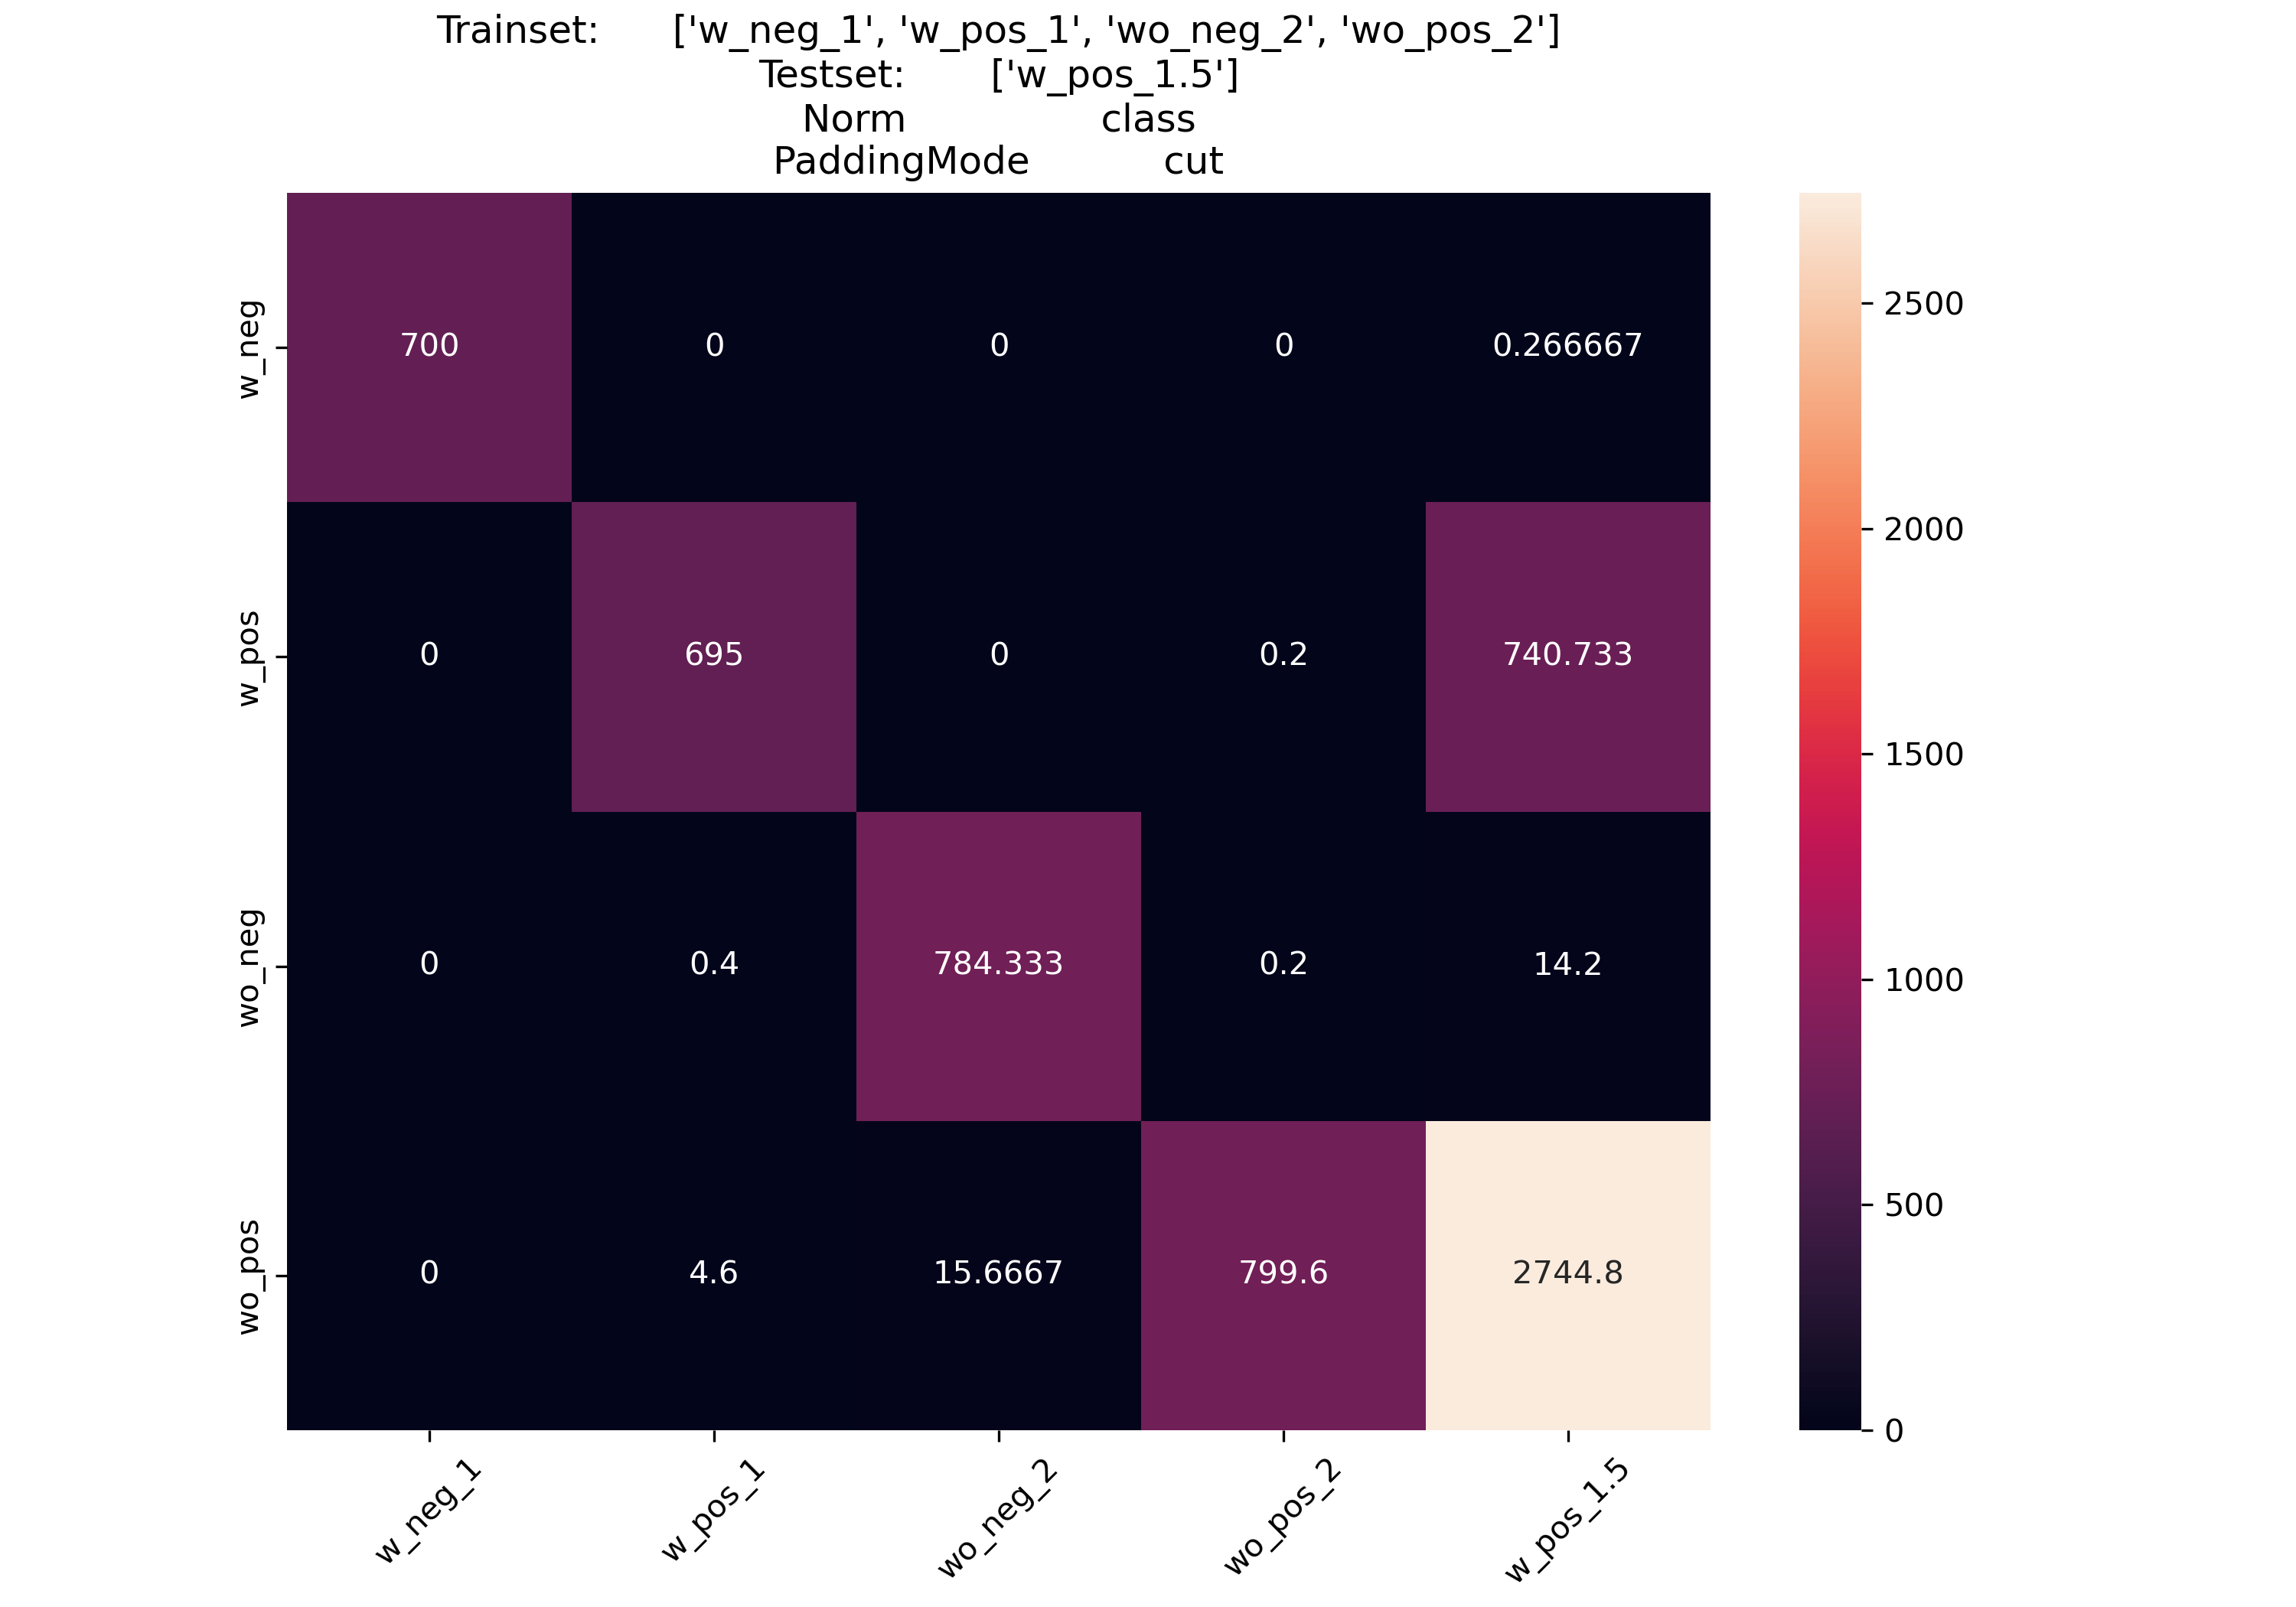 Trainset: ['w_neg_1', 'w_pos_1', 'wo_neg_2', 'wo_pos_2']
Testset: ['w_pos_1.5']
Norm class
PaddingMode cut
w_neg
700 0 0 0 0.266667
w_pos
0 695 0 0.2 740.733
wo_neg
0 0.4 784.333 0.2 14.2
wo_pos
0 4.6 15.6667 799.6 2744.8
w_neg_1 w_pos_1 wo_neg_2 wo_pos_2 w_pos_1.5
2500
2000
1500
1000
500
0